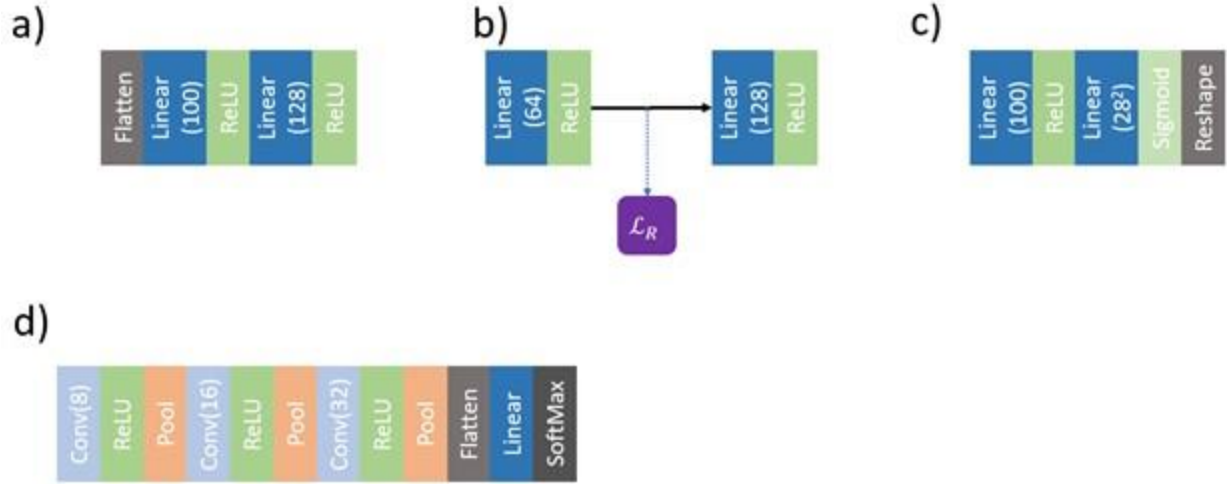 a)
Flatten
Linear
(100)
ReLU
Linear
(128)
ReLU
b)
Linear
(64)
ReLU
Linear
(128)
ReLU
ℒ_R
c)
Linear
(100)
ReLU
Linear
(28²)
Sigmoid
Reshape
d)
Conv(8)
ReLU
Pool
Conv(16)
ReLU
Pool
Conv(32)
ReLU
Pool
Flatten
Linear
SoftMax